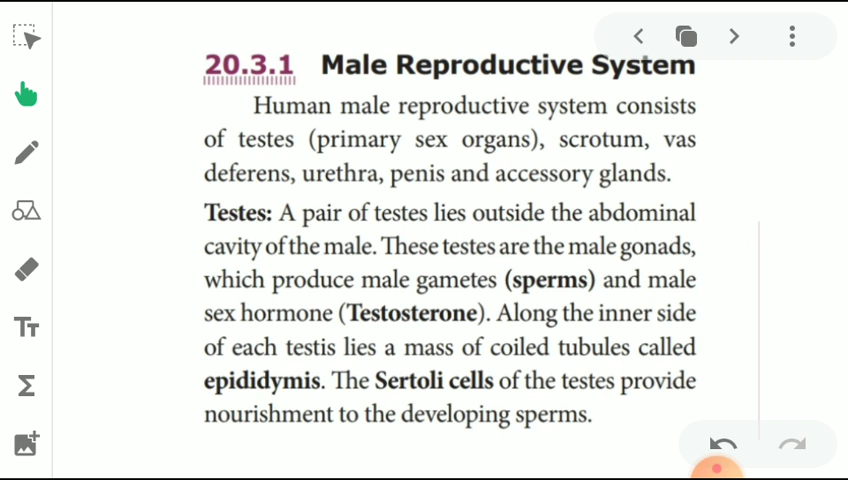 20.3.1 Male Reproductive System
Human male reproductive system consists
of testes (primary sex organs), scrotum, vas
deferens, urethra, penis and accessory glands.
Testes: A pair of testes lies outside the abdominal
cavity of the male. These testes are the male gonads,
which produce male gametes (sperms) and male
sex hormone (Testosterone). Along the inner side
of each testis lies a mass of coiled tubules called
epididymis. The Sertoli cells of the testes provide
nourishment to the developing sperms.
Tт
Σ